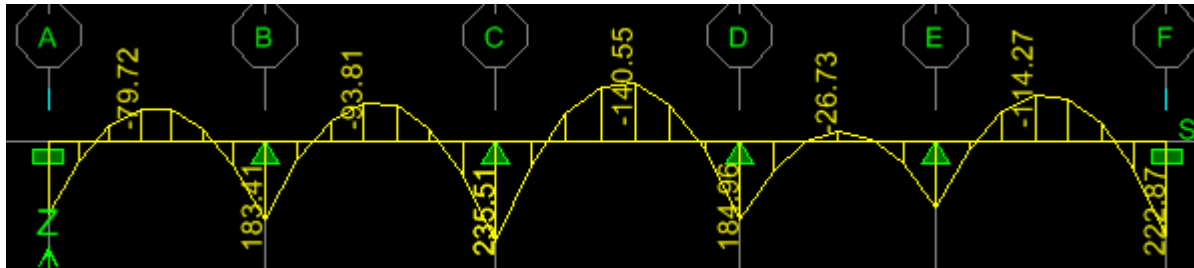 A B C D E F
-79.72 -93.81 -140.55 -26.73 -114.27
S
183.41 235.51 184.96 222.87
Z